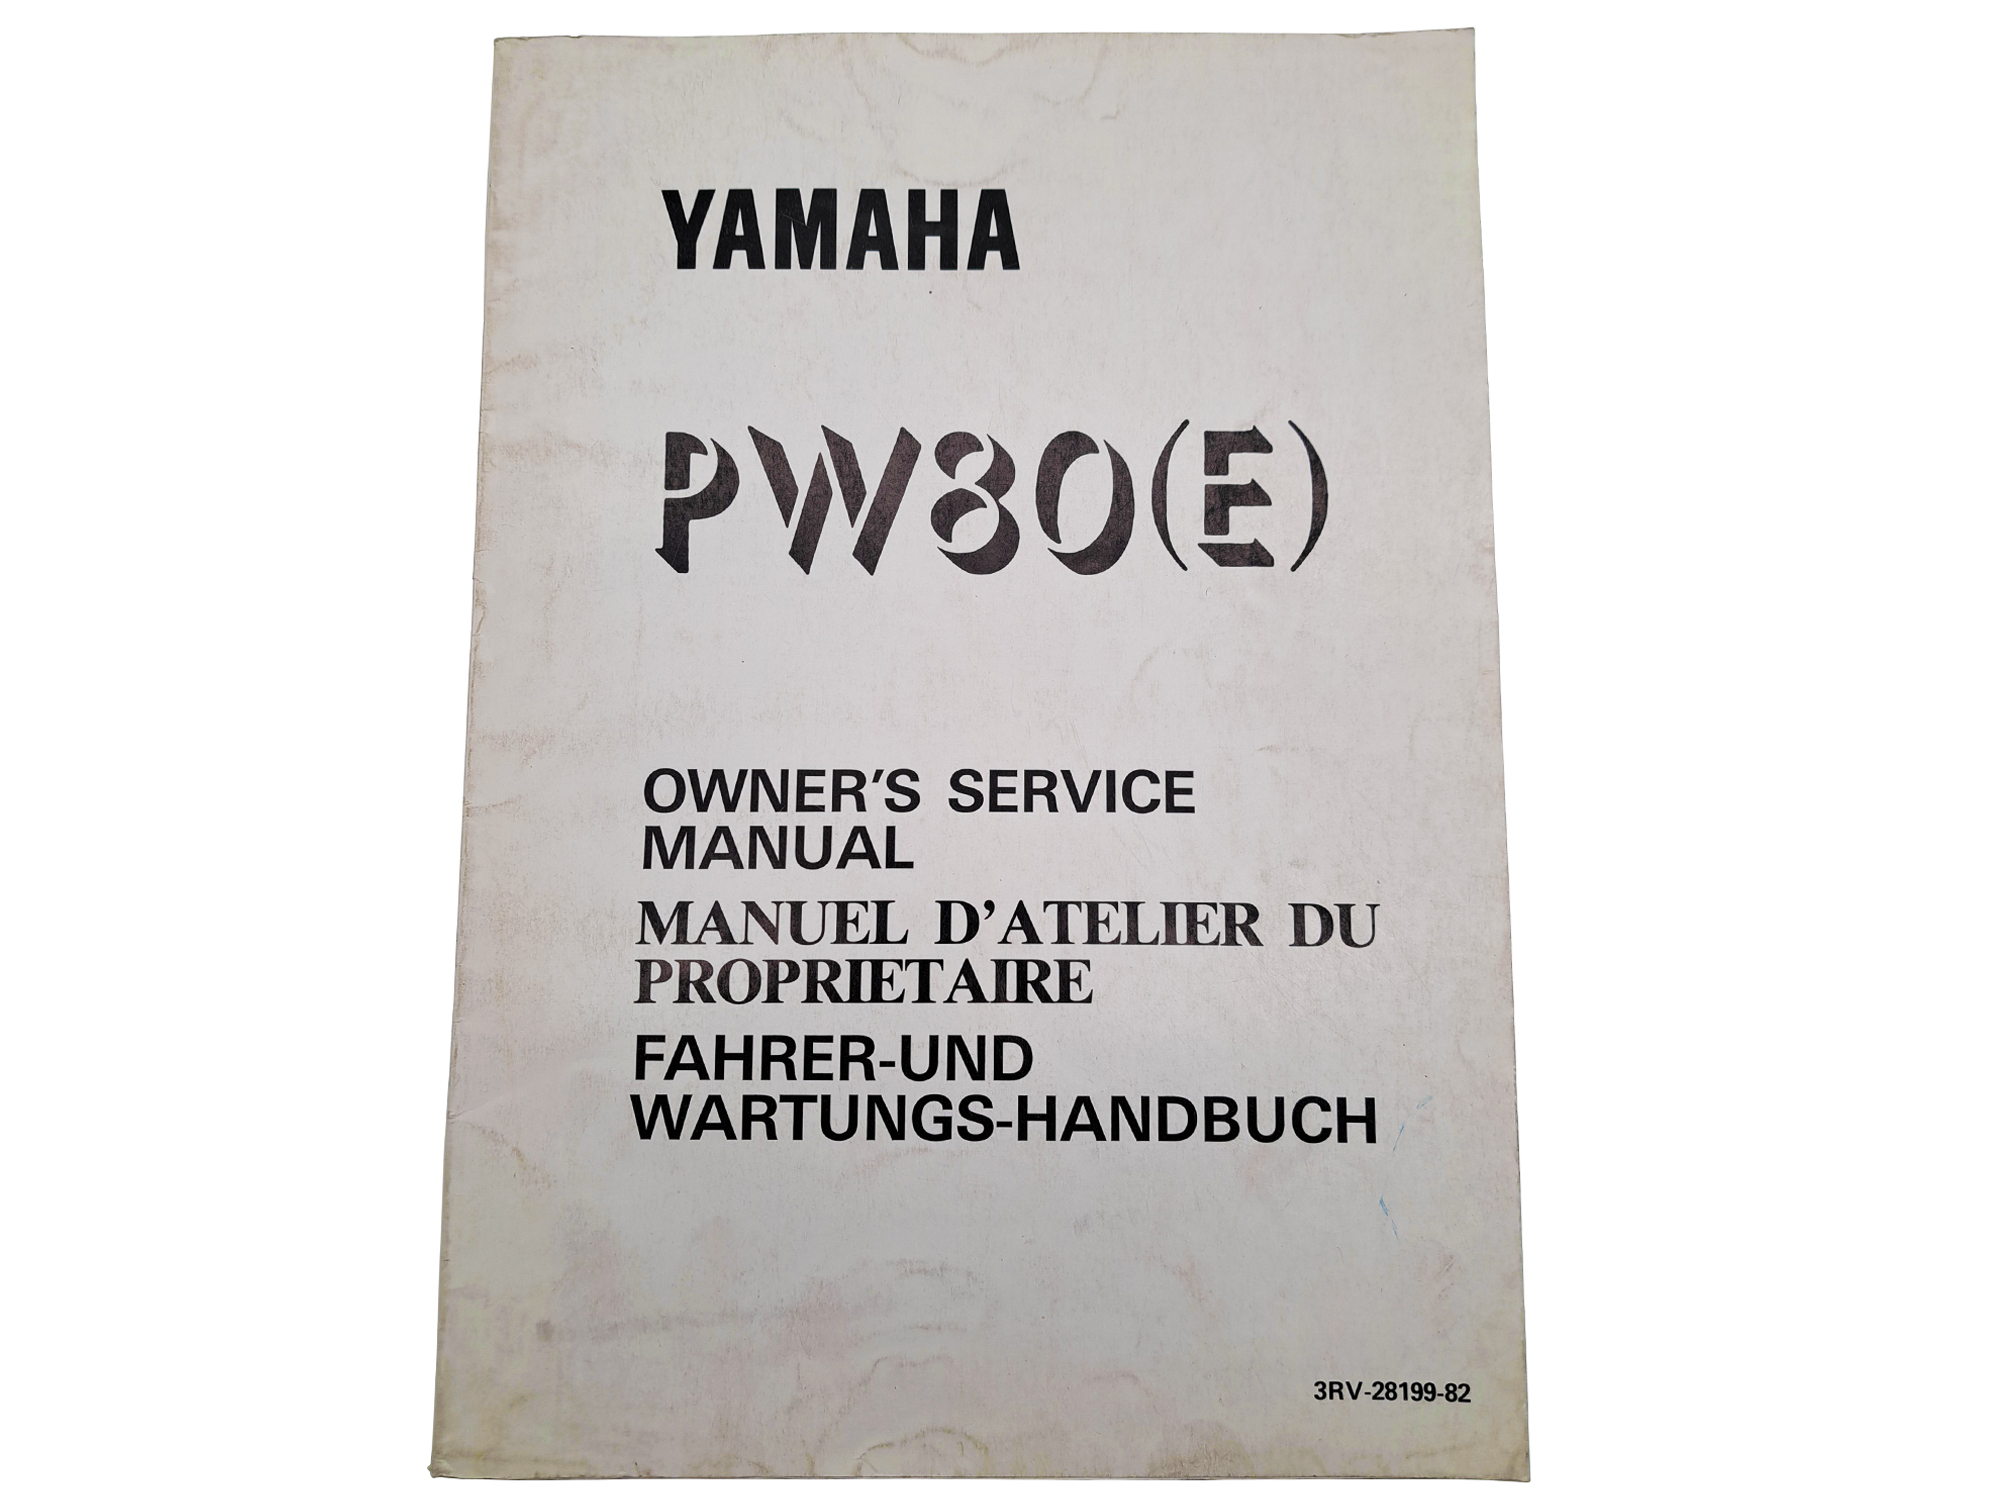 YAMAHA
PW80(E)
OWNER'S SERVICE
MANUAL
MANUEL D'ATELIER DU
PROPRIETAIRE
FAHRER-UND
WARTUNGS-HANDBUCH
3RV-28199-82